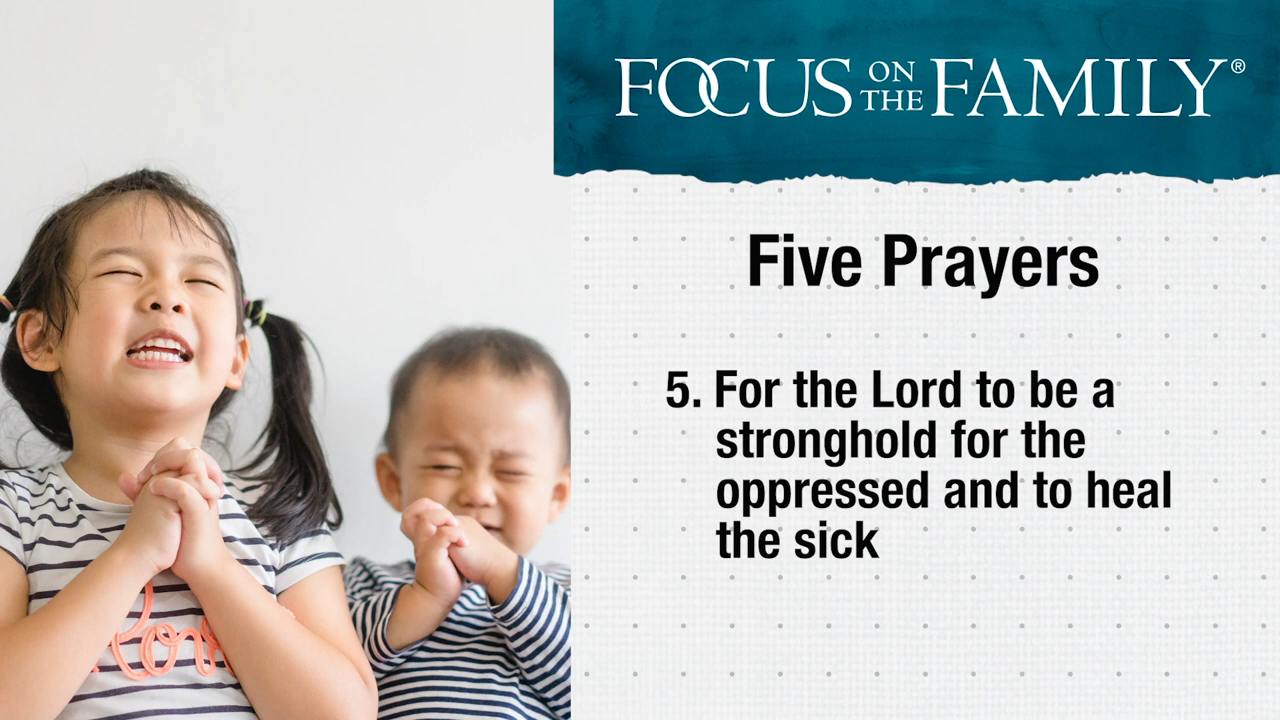 FOCUS ON THE FAMILY®
Five Prayers
5. For the Lord to be a
stronghold for the
oppressed and to heal
the sick
love